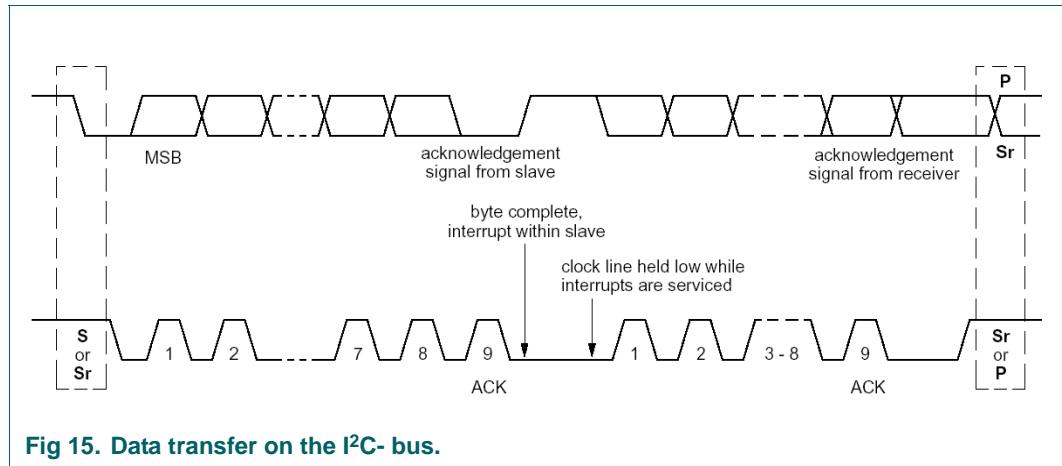 P
MSB
acknowledgement
signal from slave
acknowledgement
signal from receiver
Sr
byte complete,
interrupt within slave
clock line held low while
interrupts are serviced
S
or
Sr
1
2
7
8
9
1
2
3 - 8
9
Sr
or
P
ACK
ACK
Fig 15. Data transfer on the I²C- bus.